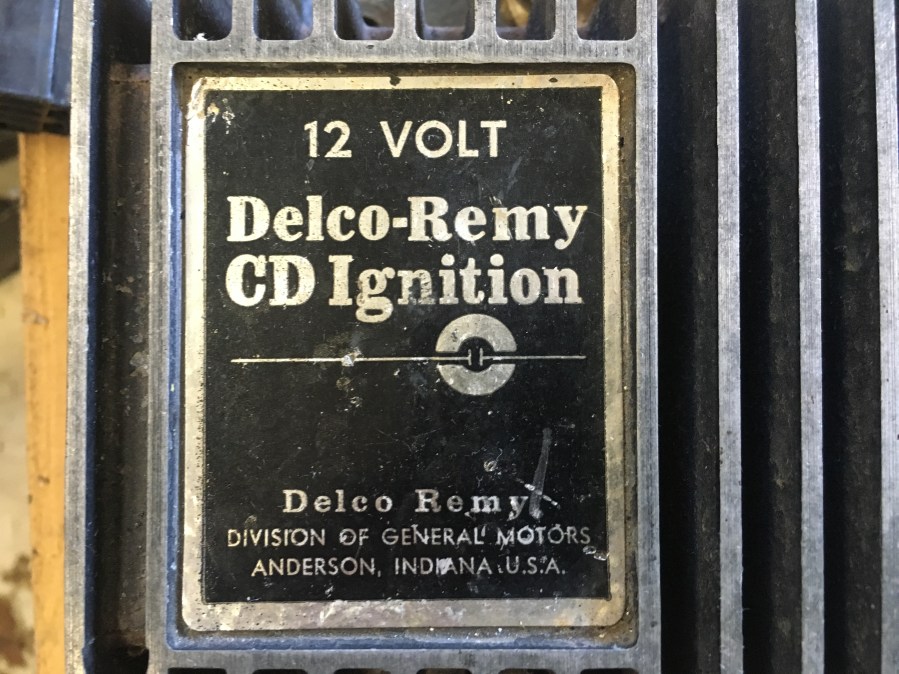 12 VOLT
Delco-Remy
CD Ignition
Delco Remy
DIVISION OF GENERAL MOTORS
ANDERSON, INDIANA U.S.A.